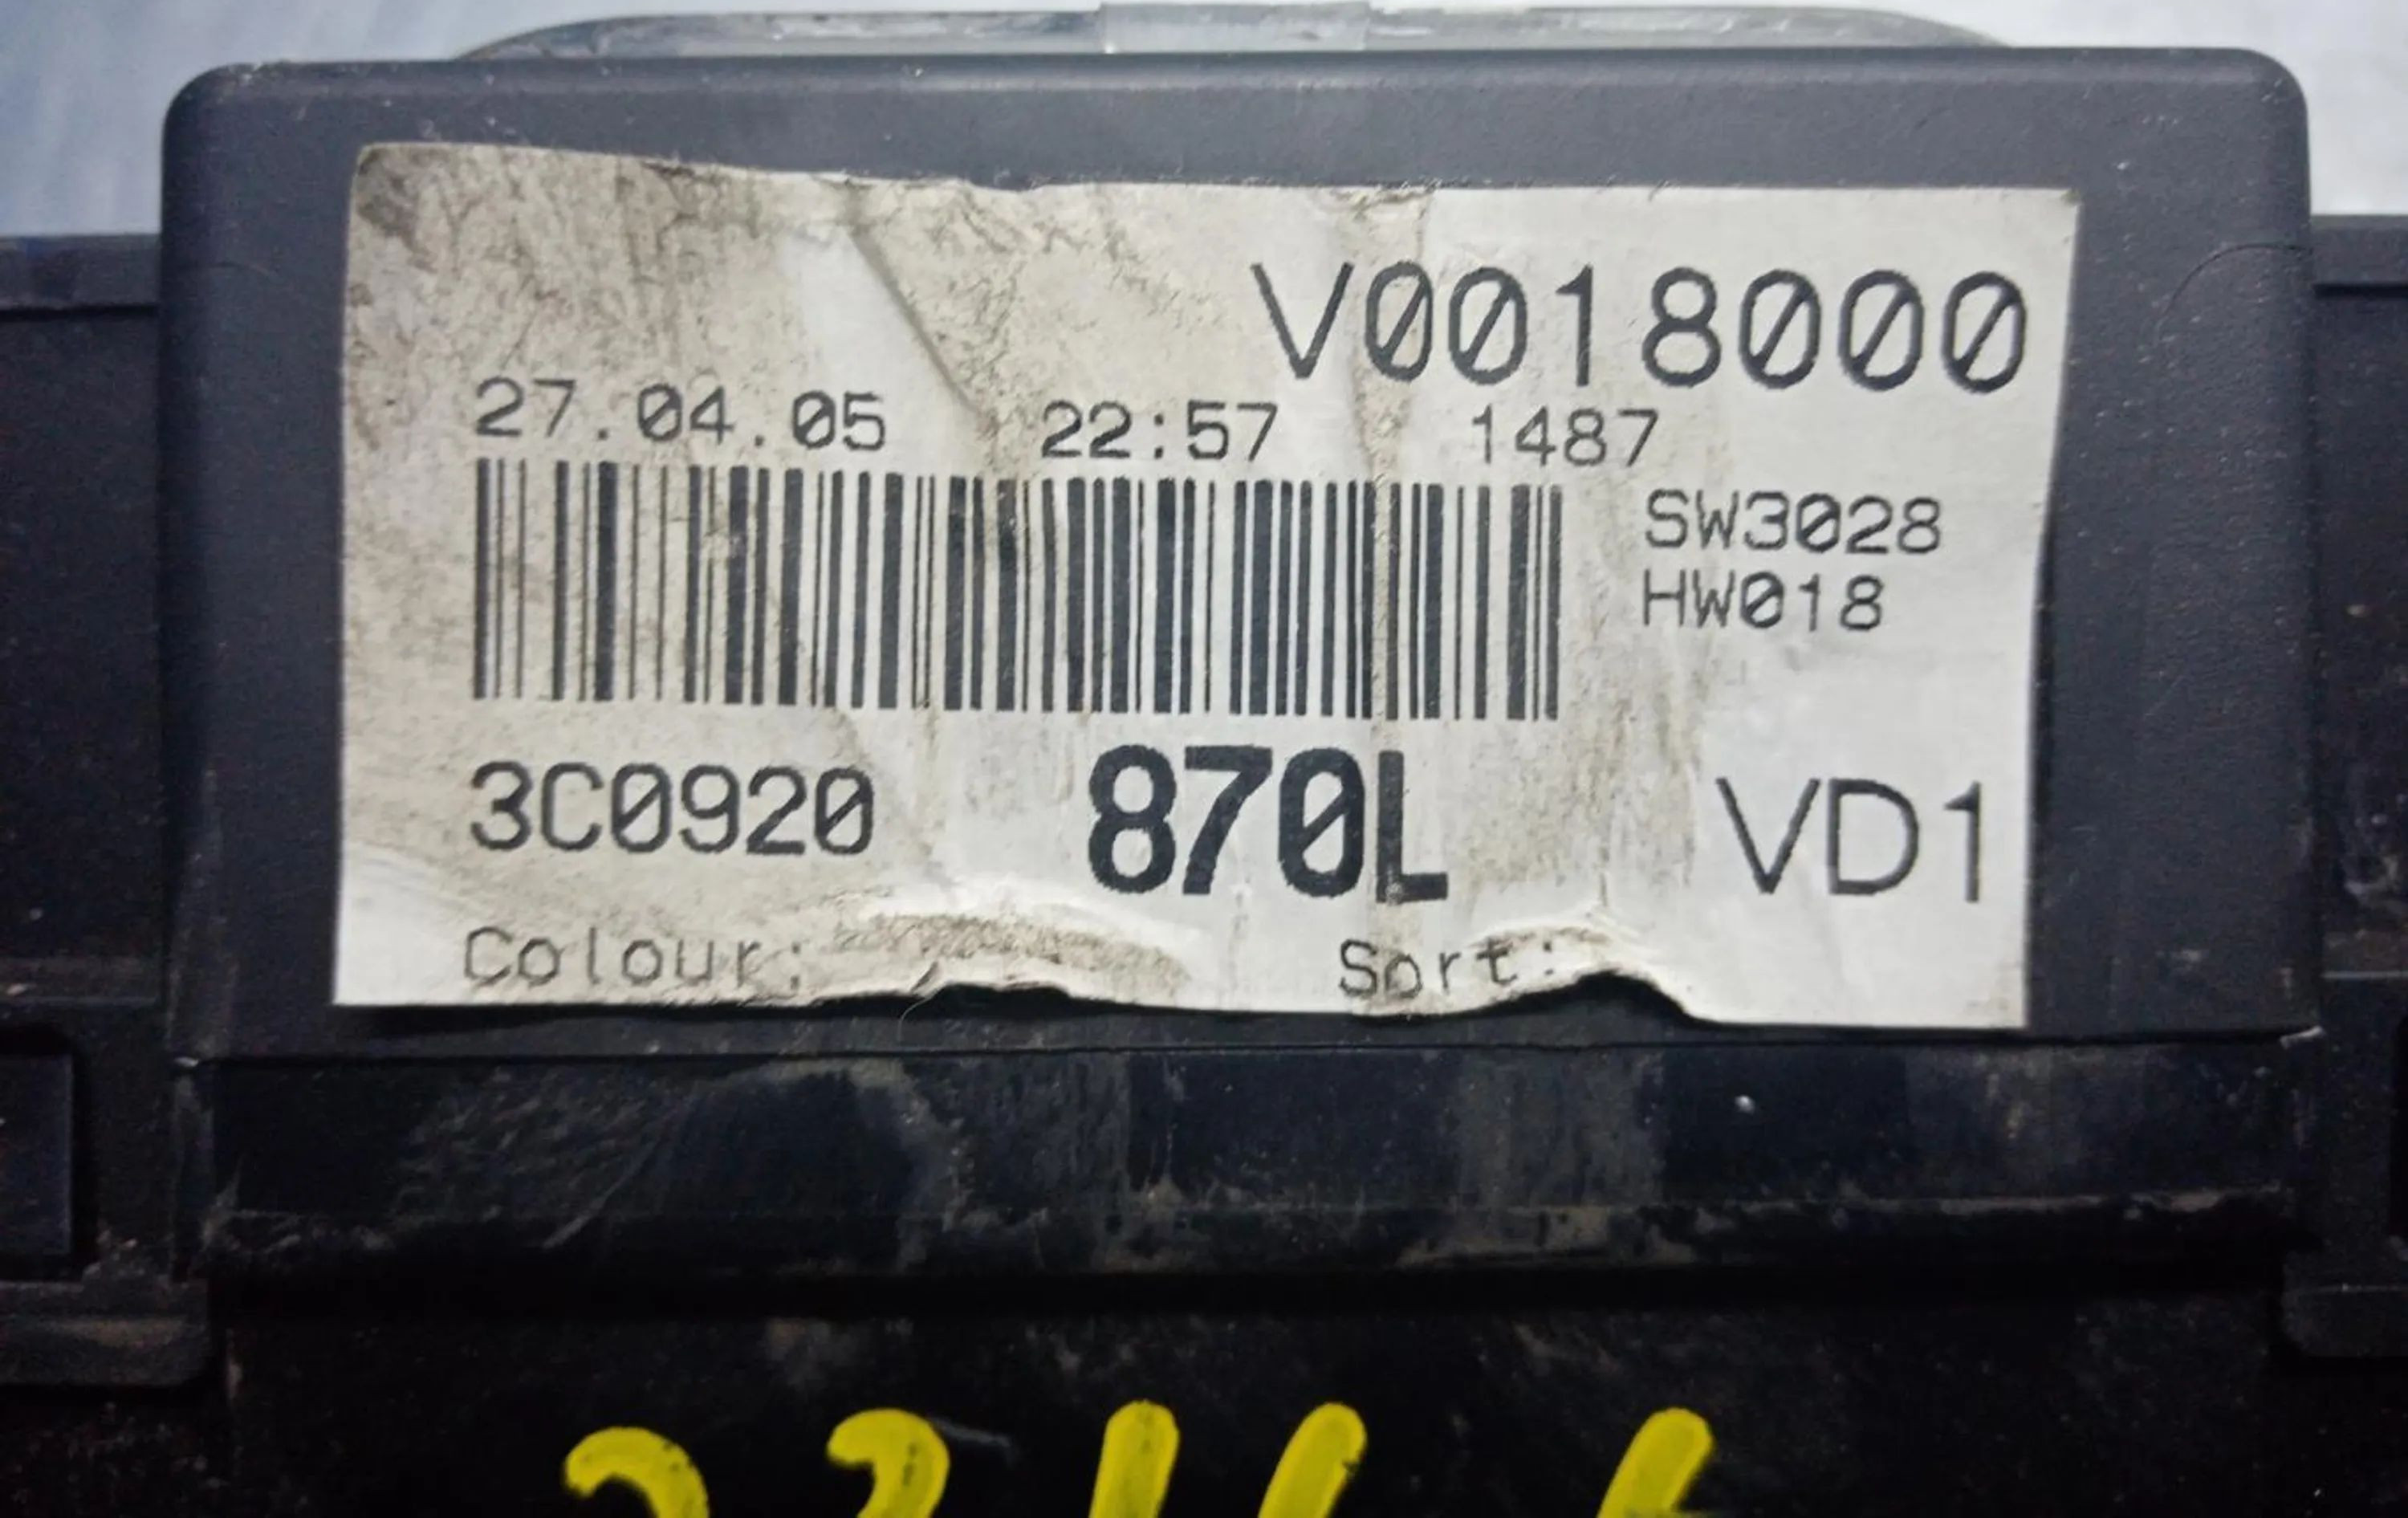 V0018000
27.04.05 22:57 1487
SW3028
HW018
3C0920 870L VD1
Colour: Sort: